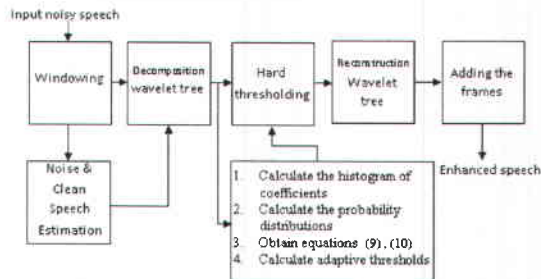 Input noisy speech
Windowing
Decomposition
wavelet tree
Hard
thresholding
Reconstruction
Wavelet
tree
Adding the
frames
Noise &
Clean
Speech
Estimation
1. Calculate the histogram of
coefficients
2. Calculate the probability
distributions
3. Obtain equations (9), (10)
4. Calculate adaptive thresholds
Enhanced speech